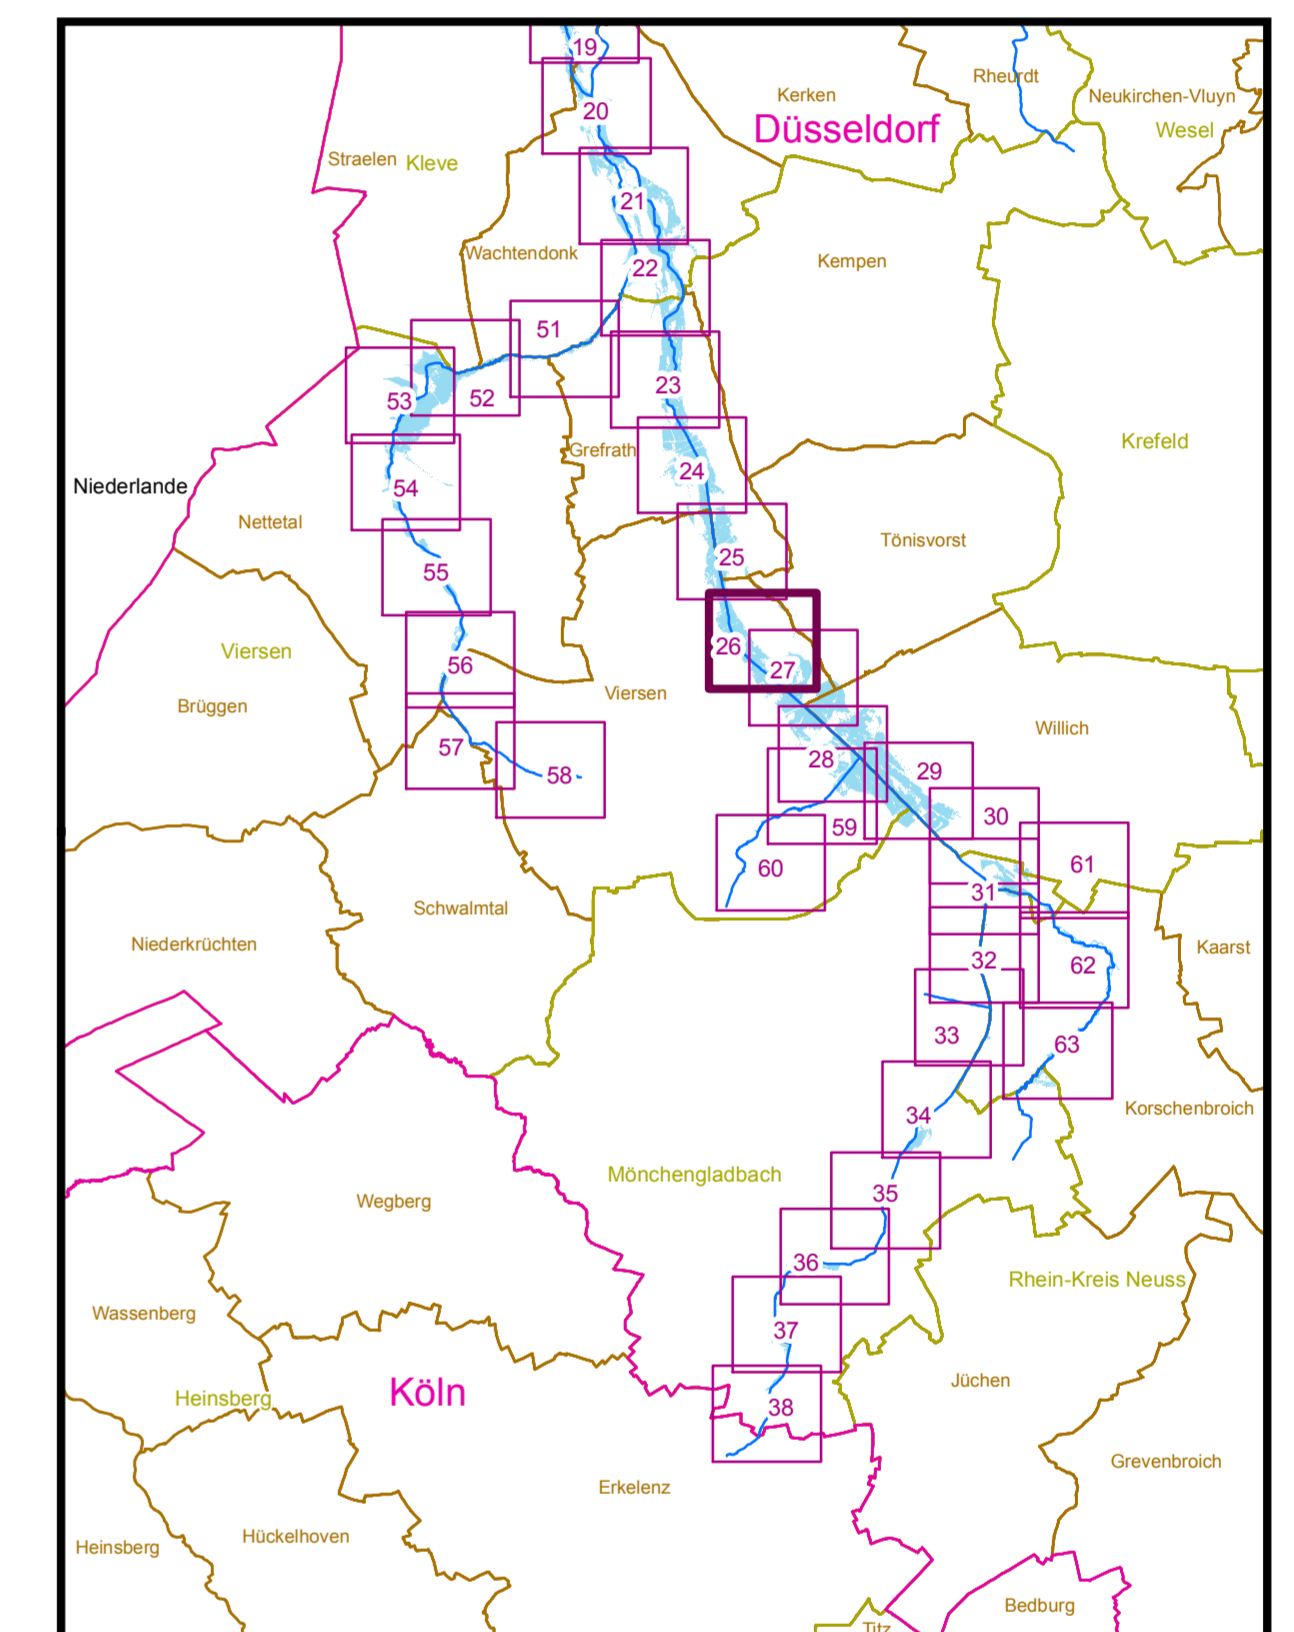 19
Rheurdt
Kerken
Neukirchen-Vluyn
20
Düsseldorf
Wesel
Straelen
Kleve
21
Wachtendonk
22
Kempen
51
23
52
53
Krefeld
Grefrath
24
Niederlande
54
Nettetal
Tönisvorst
25
55
26
Viersen
56
27
Viersen
Brüggen
Willich
57
28
29
58
30
59
61
60
31
Schwalmtal
Niederkrüchten
Kaarst
32
62
33
63
Korschenbroich
34
Mönchengladbach
35
Wegberg
36
Rhein-Kreis Neuss
Wassenberg
37
Jüchen
Köln
Heinsberg
38
Grevenbroich
Erkelenz
Hückelhoven
Heinsberg
Bedburg
Titz